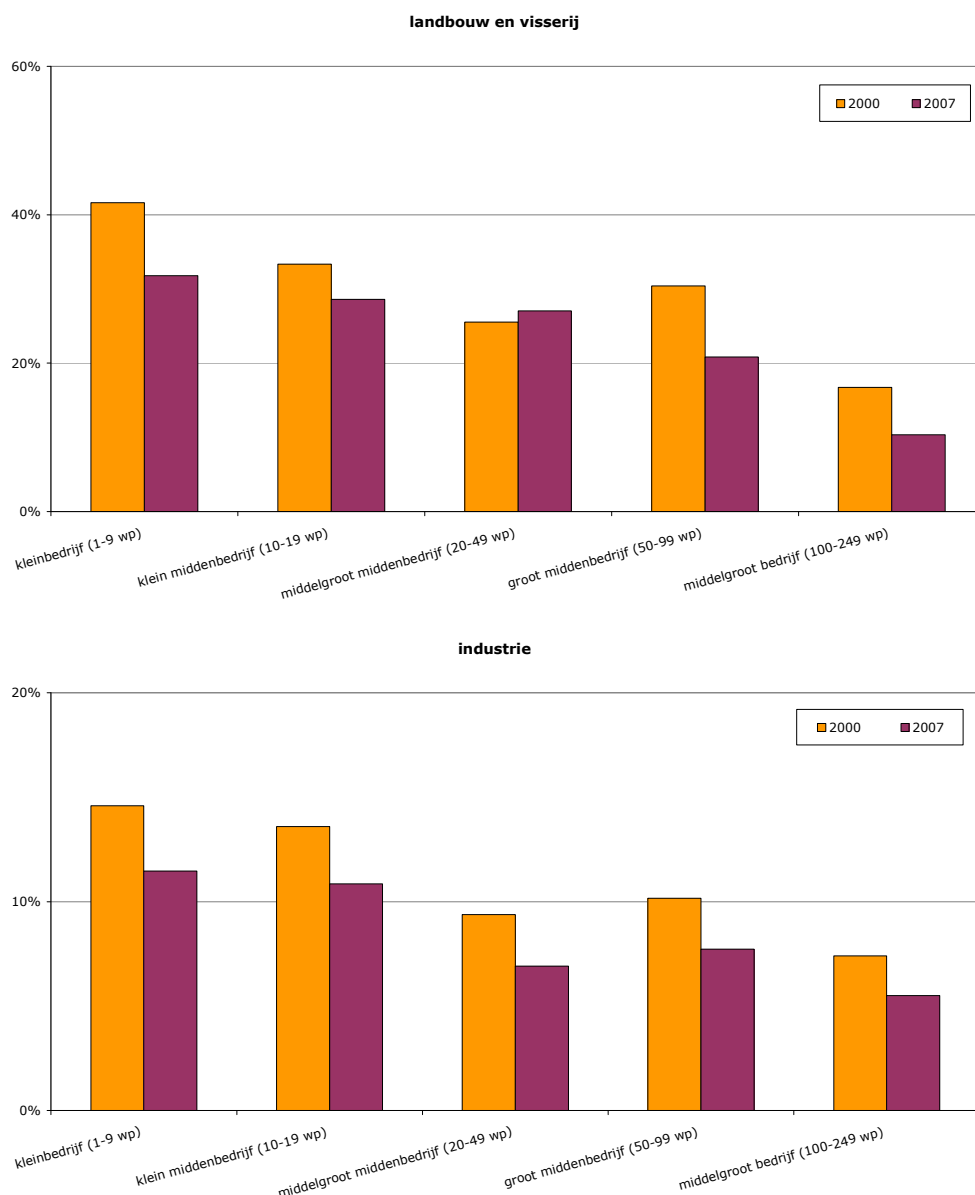 landbouw en visserij
60%
2000 2007
40%
20%
0%
kleinbedrijf (1-9 wp)
klein middenbedrijf (10-19 wp)
middelgroot middenbedrijf (20-49 wp)
groot middenbedrijf (50-99 wp)
middelgroot bedrijf (100-249 wp)
industrie
20%
2000 2007
10%
0%
kleinbedrijf (1-9 wp)
klein middenbedrijf (10-19 wp)
middelgroot middenbedrijf (20-49 wp)
groot middenbedrijf (50-99 wp)
middelgroot bedrijf (100-249 wp)